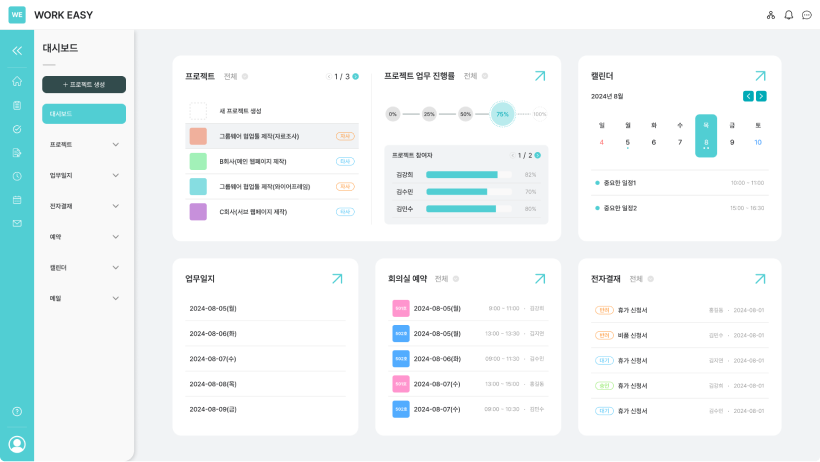 WE WORK EASY
대시보드
+ 프로젝트 생성
대시보드
프로젝트
업무일지
전자결재
예약
캘린더
메일
프로젝트 전체 1 / 3
새 프로젝트 생성
그룹웨어 협업툴 제작(자료조사)
B회사(메인 웹페이지 제작)
그룹웨어 협업툴 제작(와이어프레임)
C회사(서브 웹페이지 제작)
프로젝트 업무 진행률 전체
0% 25% 50% 75% 100%
프로젝트 참여자 1 / 2
김강희 82%
김수민 70%
김민수 80%
캘린더
2024년 8월
일 월 화 수 목 금 토
4 5 6 7 8 9 10
중요한 일정1 10:00 - 11:00
중요한 일정2 15:00 - 16:30
업무일지
2024-08-05(월)
2024-08-06(화)
2024-08-07(수)
2024-08-08(목)
2024-08-09(금)
회의실 예약 전체
2024-08-05(월) 9:00 - 11:00
2024-08-05(월) 13:00 - 13:30 - 김지민
2024-08-06(화) 09:00 - 11:30 - 김수민
2024-08-07(수) 13:00 - 15:00 - 홍길동
2024-08-07(수) 09:00 - 10:30 - 김민수
전자결재 전체
반려 휴가 신청서 홍길동 - 2024-08-01
반려 비품 신청서 김민수 - 2024-08-01
대기 휴가 신청서 김지민 - 2024-08-01
승인 휴가 신청서 김강희 - 2024-08-01
대기 휴가 신청서 김수민 - 2024-08-01